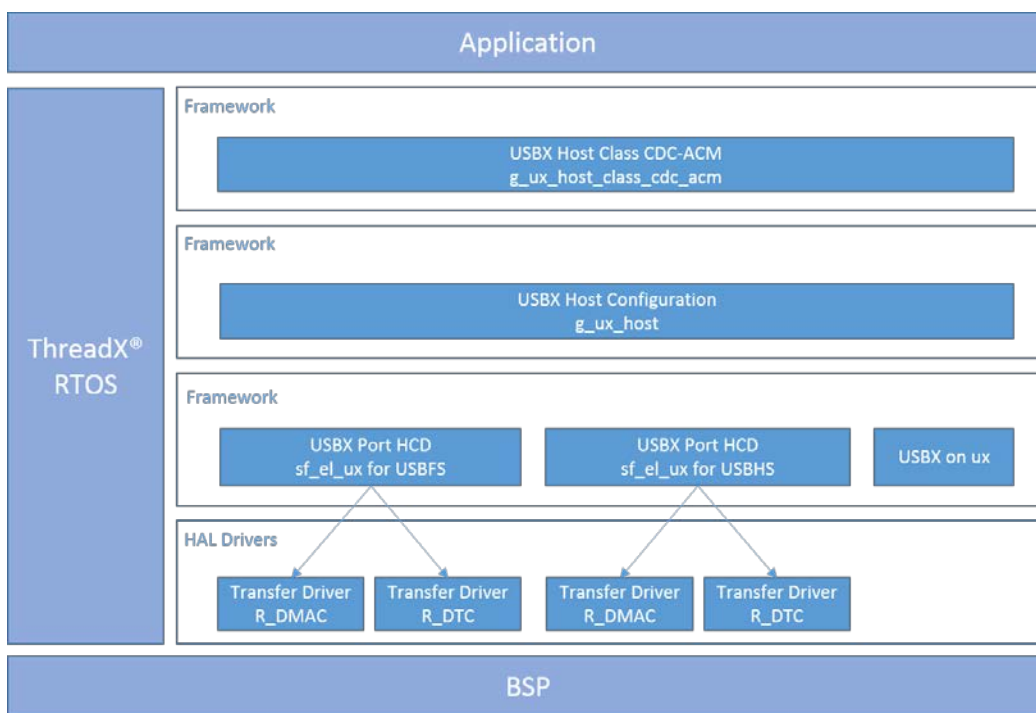 Application
ThreadX®
RTOS
Framework
USBX Host Class CDC-ACM
g_ux_host_class_cdc_acm
Framework
USBX Host Configuration
g_ux_host
Framework
USBX Port HCD
sf_el_ux for USBFS
USBX Port HCD
sf_el_ux for USBHS
USBX on ux
HAL Drivers
Transfer Driver
R_DMAC
Transfer Driver
R_DTC
Transfer Driver
R_DMAC
Transfer Driver
R_DTC
BSP